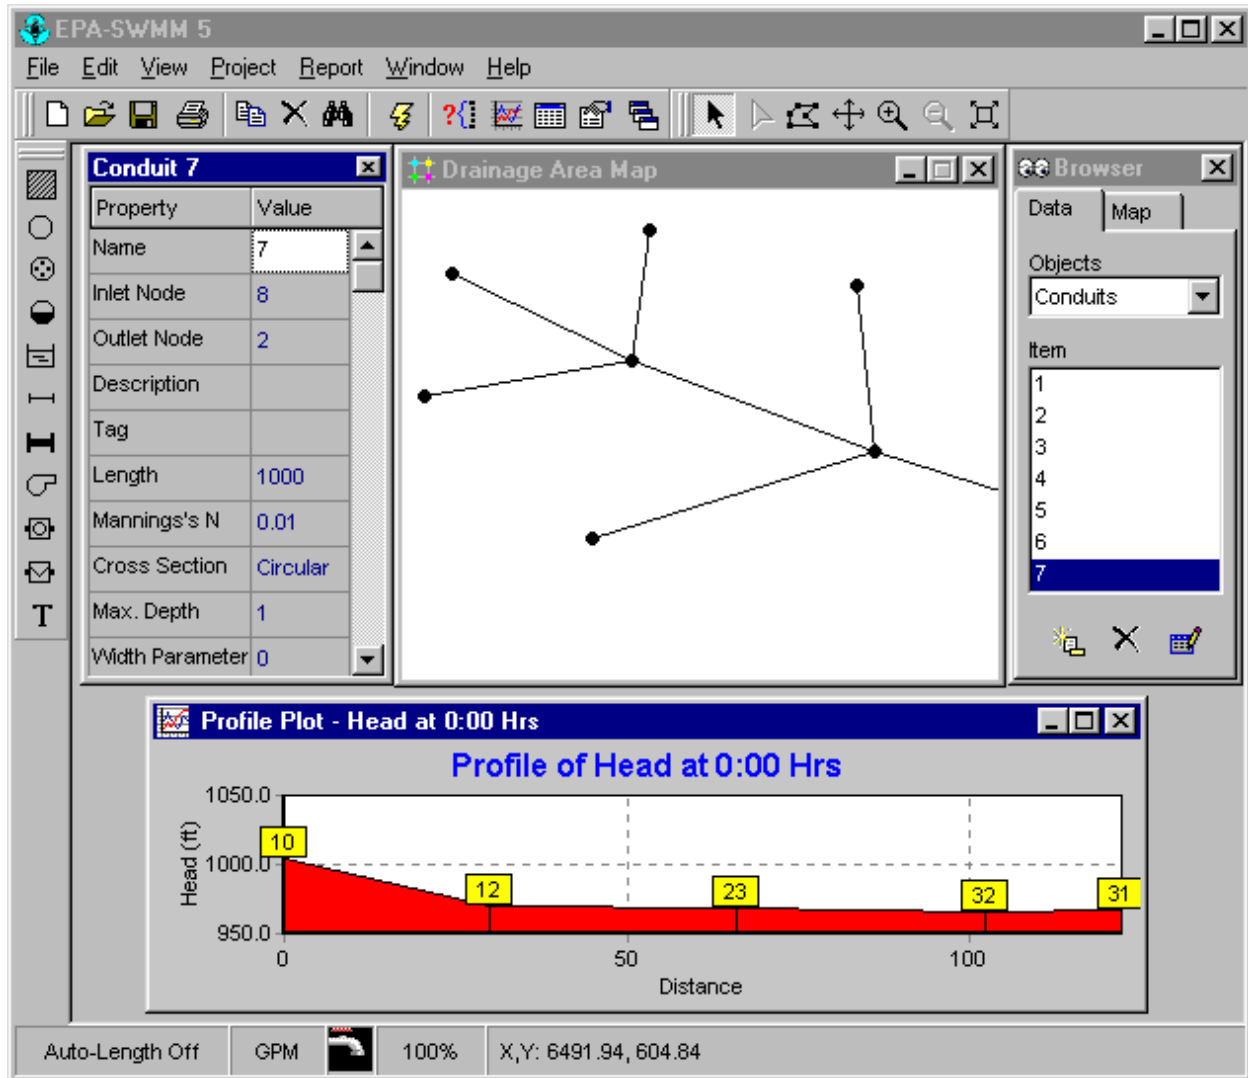 EPA-SWMM 5
File Edit View Project Report Window Help
Conduit 7
Property Value
Name 7
Inlet Node 8
Outlet Node 2
Description
Tag
Length 1000
Mannings's N 0.01
Cross Section Circular
Max. Depth 1
Width Parameter 0
T
Drainage Area Map
Browser
Data Map
Objects
Conduits
Item
1
2
3
4
5
6
7
Profile Plot - Head at 0:00 Hrs
Profile of Head at 0:00 Hrs
Head (ft)
1050.0
1000.0
950.0
10
12
23
32
31
0 50 100
Distance
Auto-Length Off GPM 100% X,Y: 6491.94, 604.84